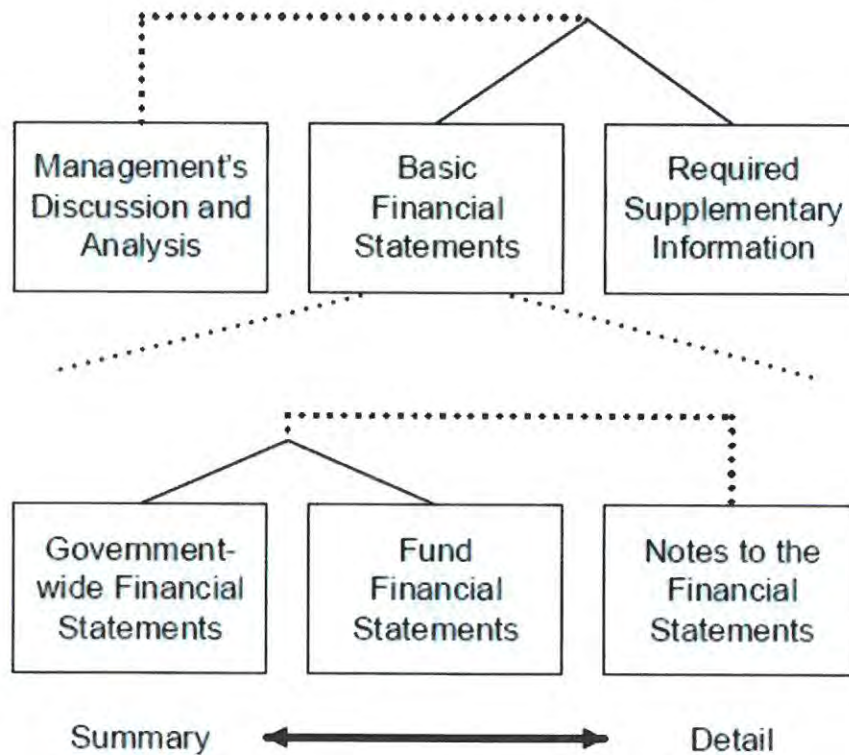 Management's
Discussion and
Analysis
Basic
Financial
Statements
Required
Supplementary
Information
Government-
wide Financial
Statements
Fund
Financial
Statements
Notes to the
Financial
Statements
Summary
Detail